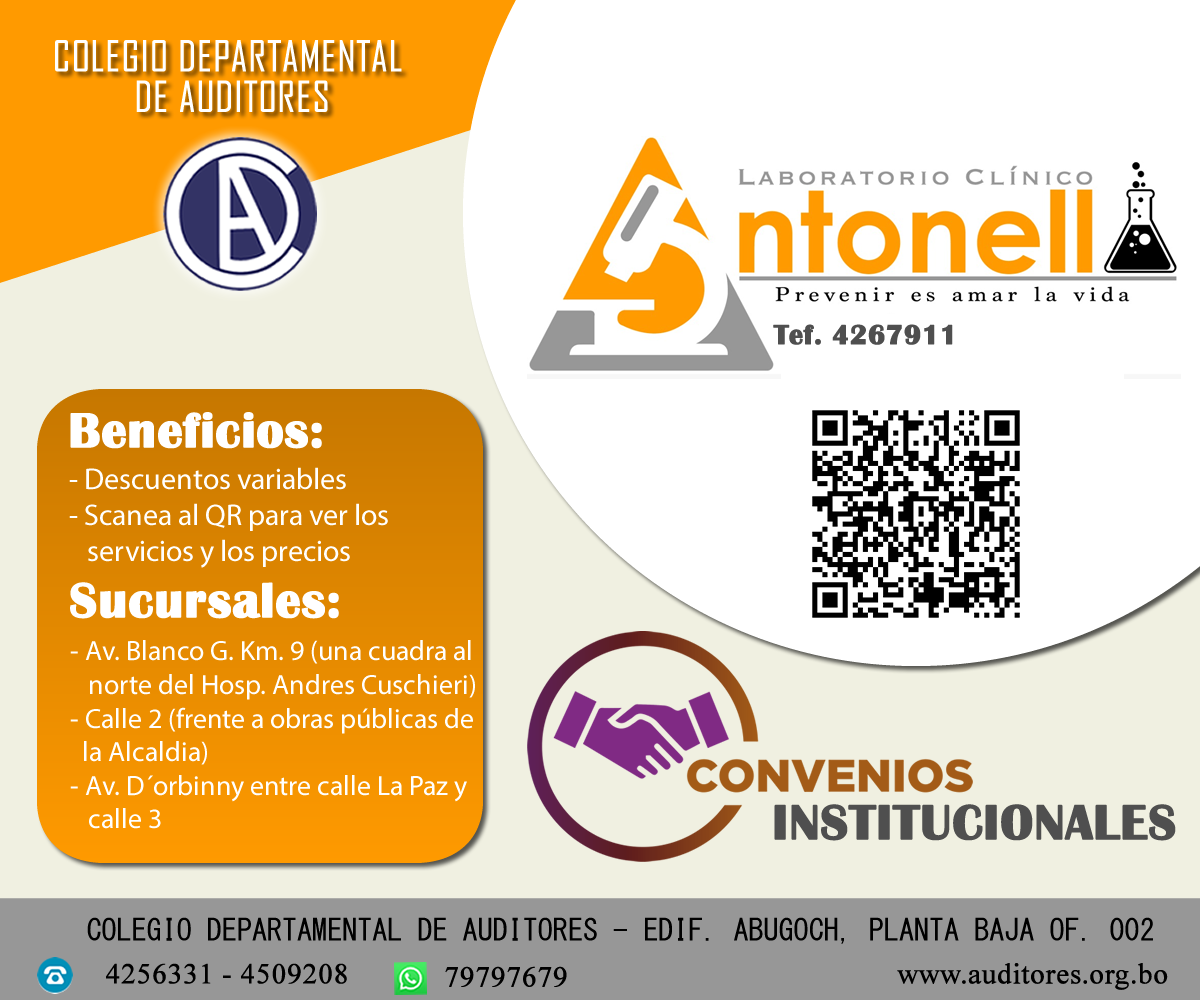 COLEGIO DEPARTAMENTAL
DE AUDITORES
CAD
LABORATORIO CLÍNICO
Antonella
Prevenir es amar la vida
Tef. 4267911
Beneficios:
- Descuentos variables
- Scanea al QR para ver los
servicios y los precios
Sucursales:
- Av. Blanco G. Km. 9 (una cuadra al
norte del Hosp. Andres Cuschieri)
- Calle 2 (frente a obras públicas de
la Alcaldia)
- Av. D´orbinny entre calle La Paz y
calle 3
CONVENIOS
INSTITUCIONALES
COLEGIO DEPARTAMENTAL DE AUDITORES – EDIF. ABUGOCH, PLANTA BAJA OF. 002
4256331 - 4509208 79797679 www.auditores.org.bo